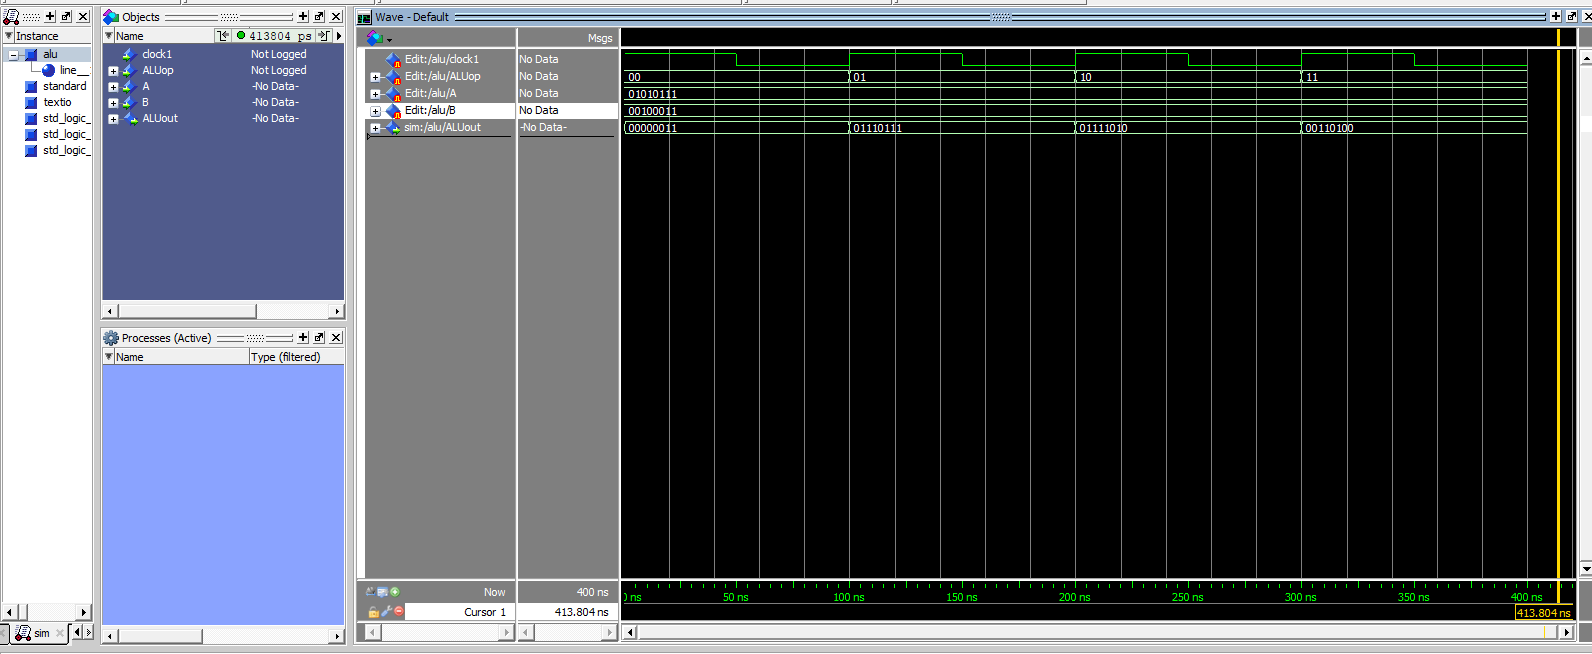 Instance
alu
line__
standard
textio
std_logic_
std_logic_
std_logic_
sim
Objects
Name 413804 ps
clock1 Not Logged
ALUop Not Logged
A -No Data-
B -No Data-
ALUout -No Data-
Processes (Active)
Name Type (filtered)
Wave - Default
Msgs
Edit:/alu/clock1 No Data
Edit:/alu/ALUop No Data 00 01 10 11
Edit:/alu/A No Data 01010111
Edit:/alu/B No Data 00100011
sim:/alu/ALUout -No Data- 00000011 01110111 01111010 00110100
Now 400 ns ns 50 ns 100 ns 150 ns 200 ns 250 ns 300 ns 350 ns 400 ns
Cursor 1 413.804 ns 413.804 ns